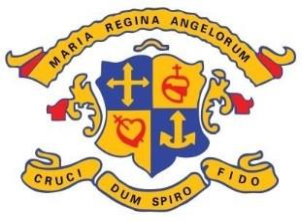 MARIA REGINA ANGELORUM
CRUCI DUM SPIRO FIDO